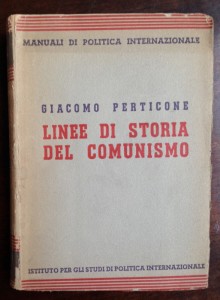 MANUALI DI POLITICA INTERNAZIONALE
GIACOMO PERTICONE
LINEE DI STORIA
DEL COMUNISMO
ISTITUTO PER GLI STUDI DI POLITICA INTERNAZIONALE